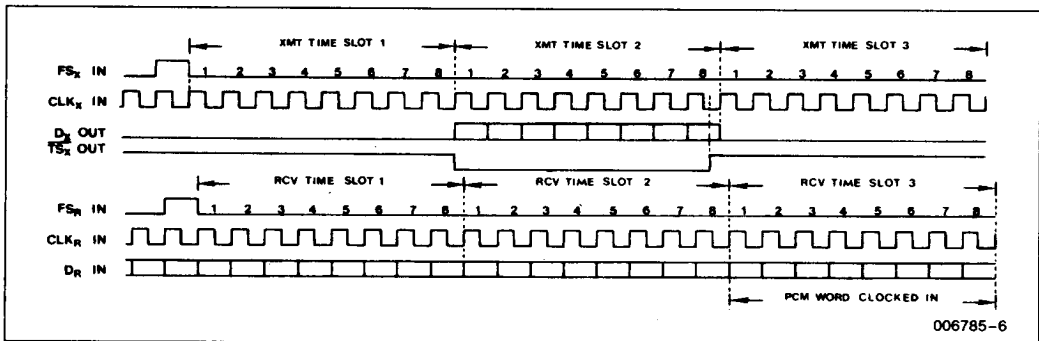 XMT TIME SLOT 1 XMT TIME SLOT 2 XMT TIME SLOT 3
FSX IN 1 2 3 4 5 6 7 8 1 2 3 4 5 6 7 8 1 2 3 4 5 6 7 8
CLKX IN
DX OUT
TSX OUT
RCV TIME SLOT 1 RCV TIME SLOT 2 RCV TIME SLOT 3
FSR IN 1 2 3 4 5 6 7 8 1 2 3 4 5 6 7 8 1 2 3 4 5 6 7 8
CLKR IN
DR IN
PCM WORD CLOCKED IN
006785-6